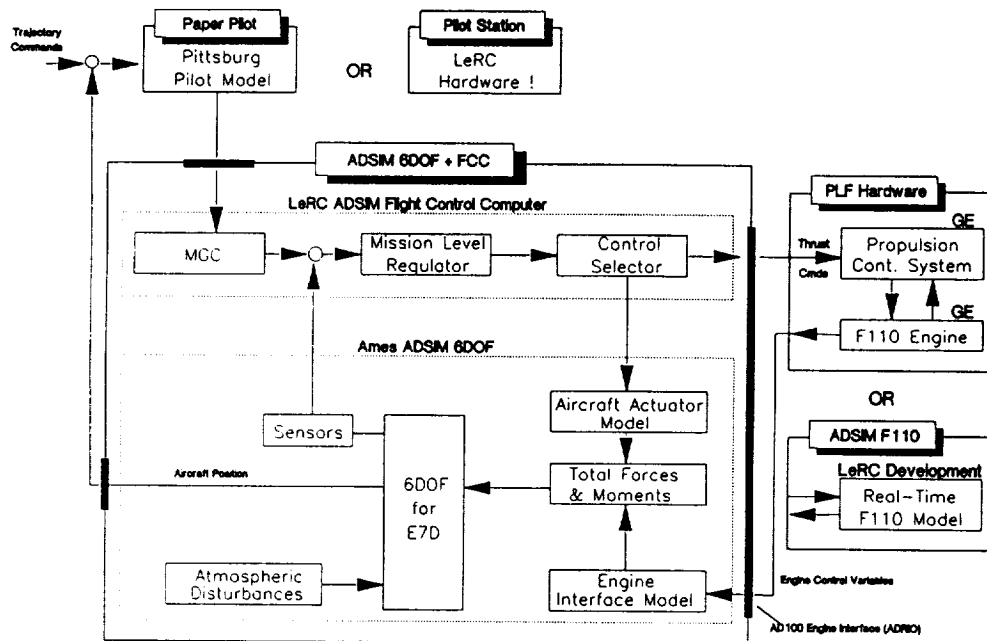 Paper Pilot
Pilot Station
Trajectory
Commands
Pittsburg
Pilot Model
OR
LeRC
Hardware !
ADSIM 6DOF + FCC
PLF Hardware
LeRC ADSIM Flight Control Computer
GE
MGC
Mission Level
Regulator
Control
Selector
Thrust
Cmds
Propulsion
Cont. System
GE
F110 Engine
Ames ADSIM 6DOF
OR
Aircraft Actuator
Model
Sensors
ADSIM F110
LeRC Development
Aircraft Position
6DOF
for
E7D
Total Forces
& Moments
Real-Time
F110 Model
Atmospheric
Disturbances
Engine
Interface Model
Engine Control Variables
AD100 Engine Interface (ADRIO)